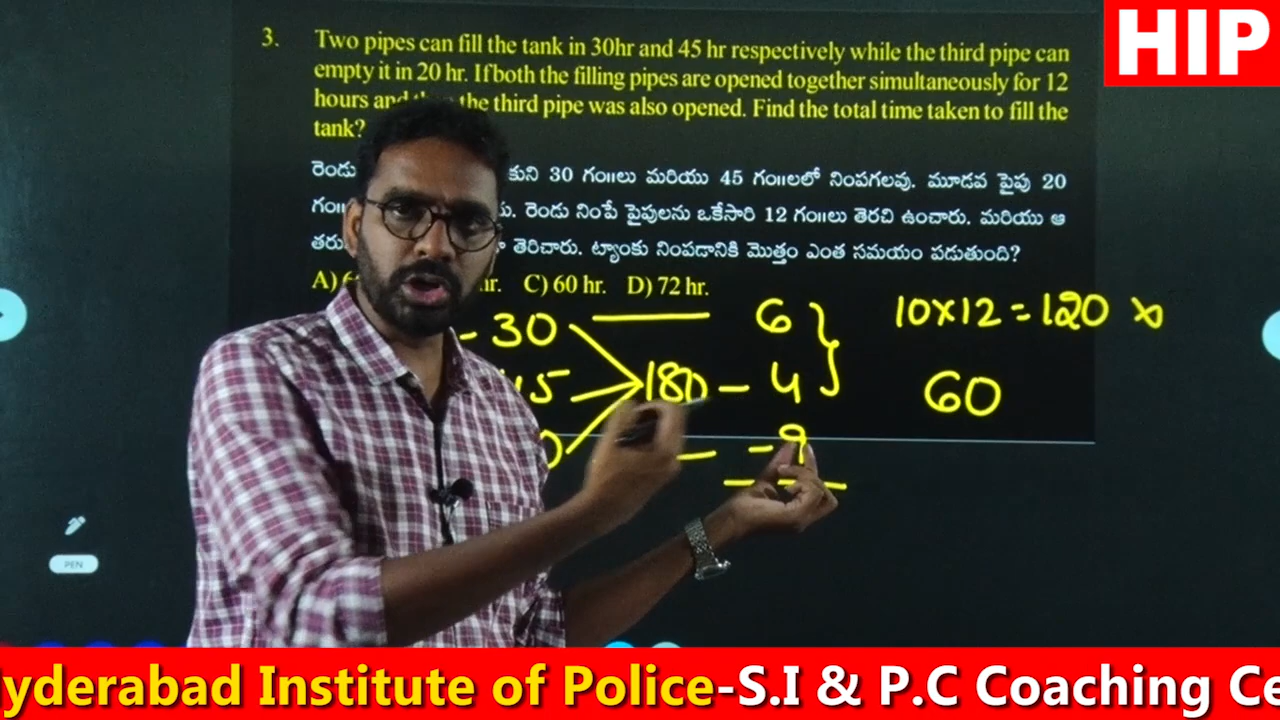 HIP
3. Two pipes can fill the tank in 30hr and 45 hr respectively while the third pipe can
empty it in 20 hr. If both the filling pipes are opened together simultaneously for 12
hours and the third pipe was also opened. Find the total time taken to fill the
tank?
రెండు కుని 30 గం॥లు మరియు 45 గం॥లలో నింపగలవు. మూడవ పైపు 20
రెండు నింపే పైపులను ఒకేసారి 12 గం॥లు తెరచి ఉంచారు. మరియు ఆ
తెరిచారు. ట్యాంకు నింపడానికి మొత్తం ఎంత సమయం పడుతుంది?
A) hr. C) 60 hr. D) 72 hr.
- 30 6 10×12 = 120
45 180 - 4 60
0 - 9
PEN
yderabad Institute of Police-S.I & P.C Coaching Ce